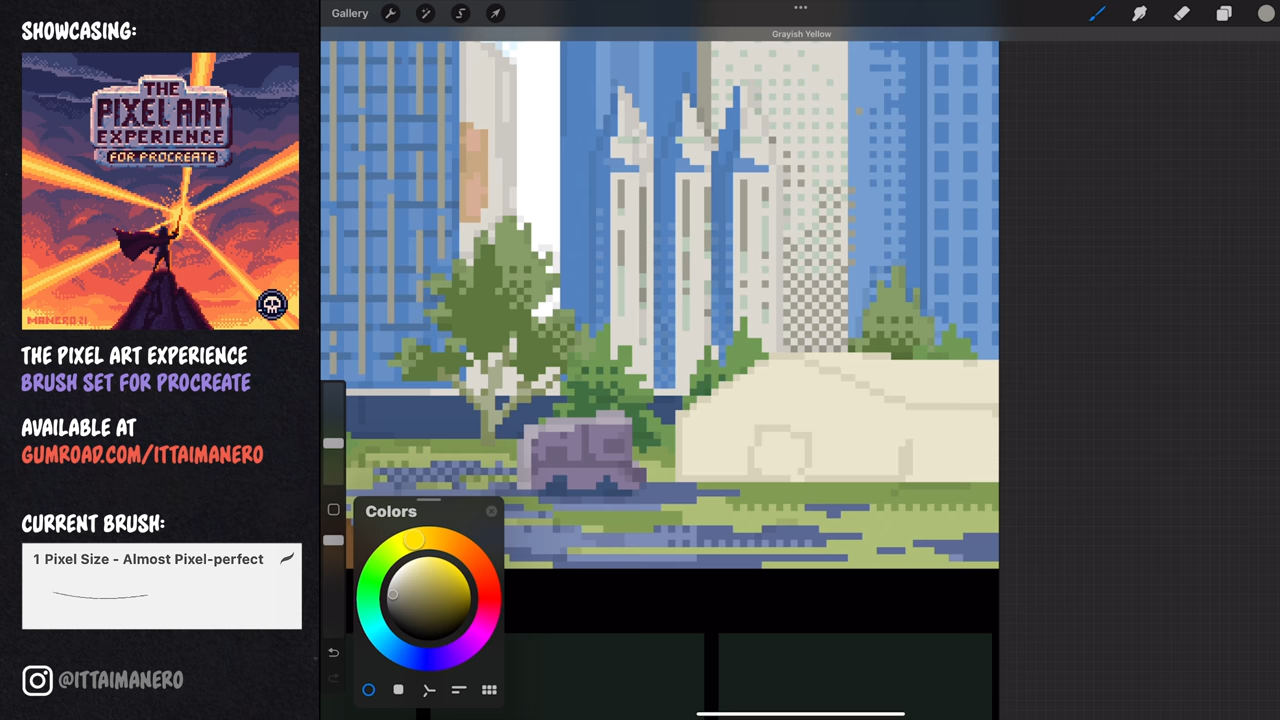 SHOWCASING:
THE
PIXEL ART
EXPERIENCE
FOR PROCREATE
MANERO 21
THE PIXEL ART EXPERIENCE
BRUSH SET FOR PROCREATE
AVAILABLE AT
GUMROAD.COM/ITTAIMANERO
CURRENT BRUSH:
1 Pixel Size - Almost Pixel-perfect
@ITTAIMANERO
Gallery
Grayish Yellow
Colors